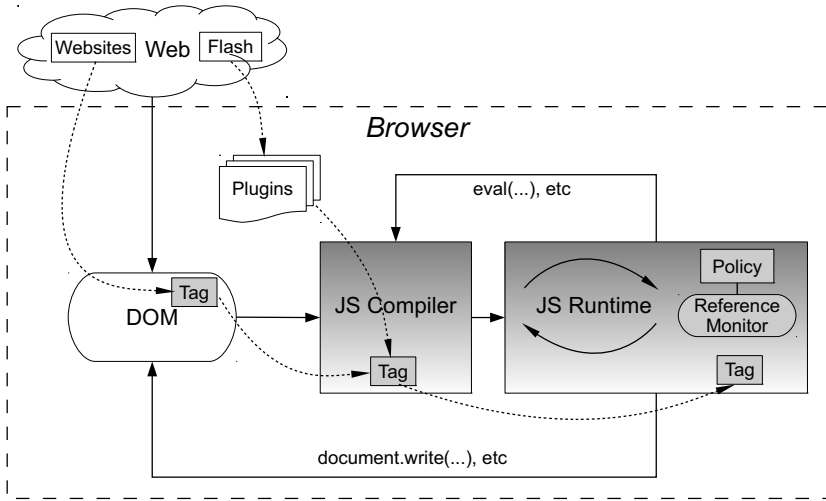 Websites
Web
Flash
Browser
Plugins
eval(...), etc
Tag
DOM
JS Compiler
JS Runtime
Policy
Reference
Monitor
Tag
Tag
document.write(...), etc